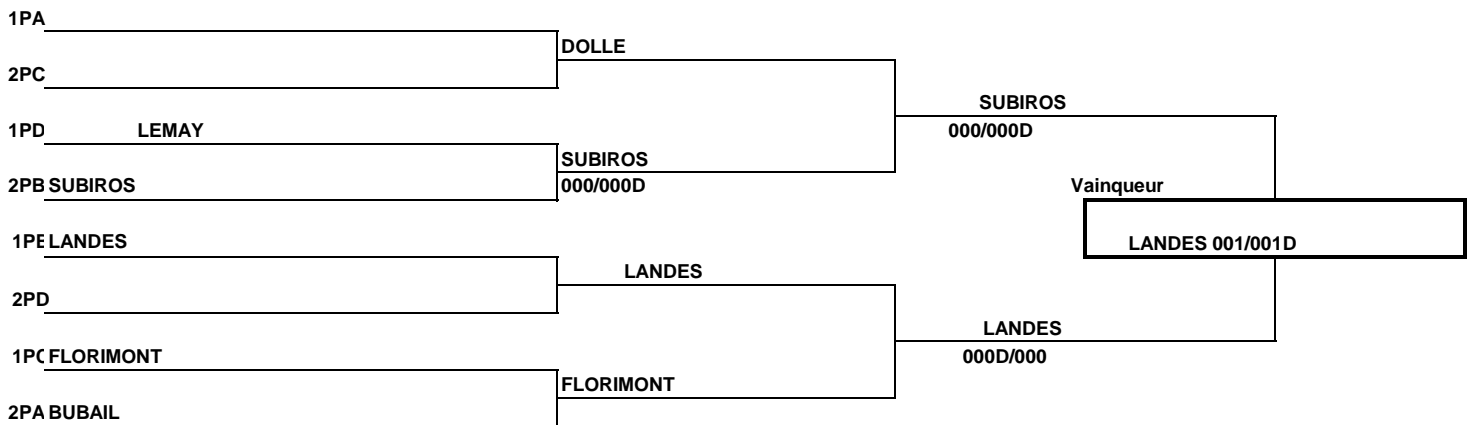 1PA
DOLLE
2PC
SUBIROS
1PD LEMAY 000/000D
SUBIROS
2PB SUBIROS 000/000D Vainqueur
1PE LANDES LANDES 001/001D
LANDES
2PD
LANDES
1PC FLORIMONT 000D/000
FLORIMONT
2PA BUBAIL